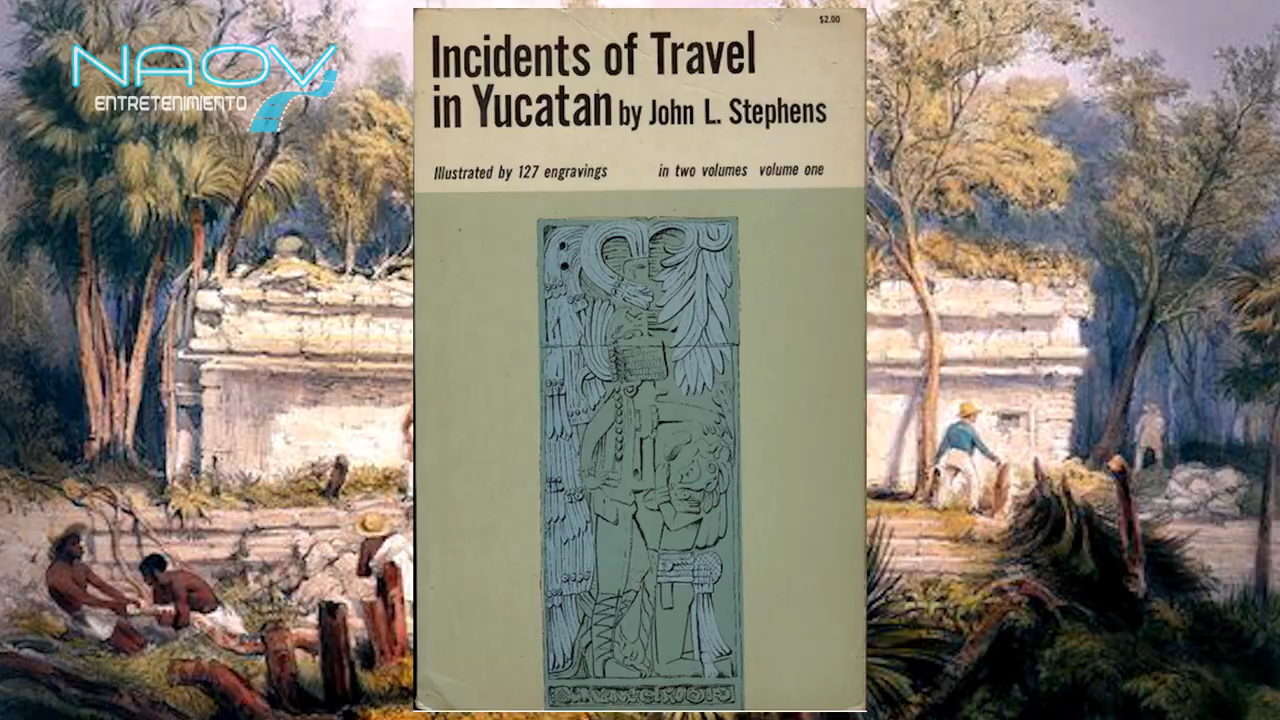 NAOV
ENTRETENIMIENTO
$2.00
Incidents of Travel
in Yucatan by John L. Stephens
Illustrated by 127 engravings in two volumes volume one